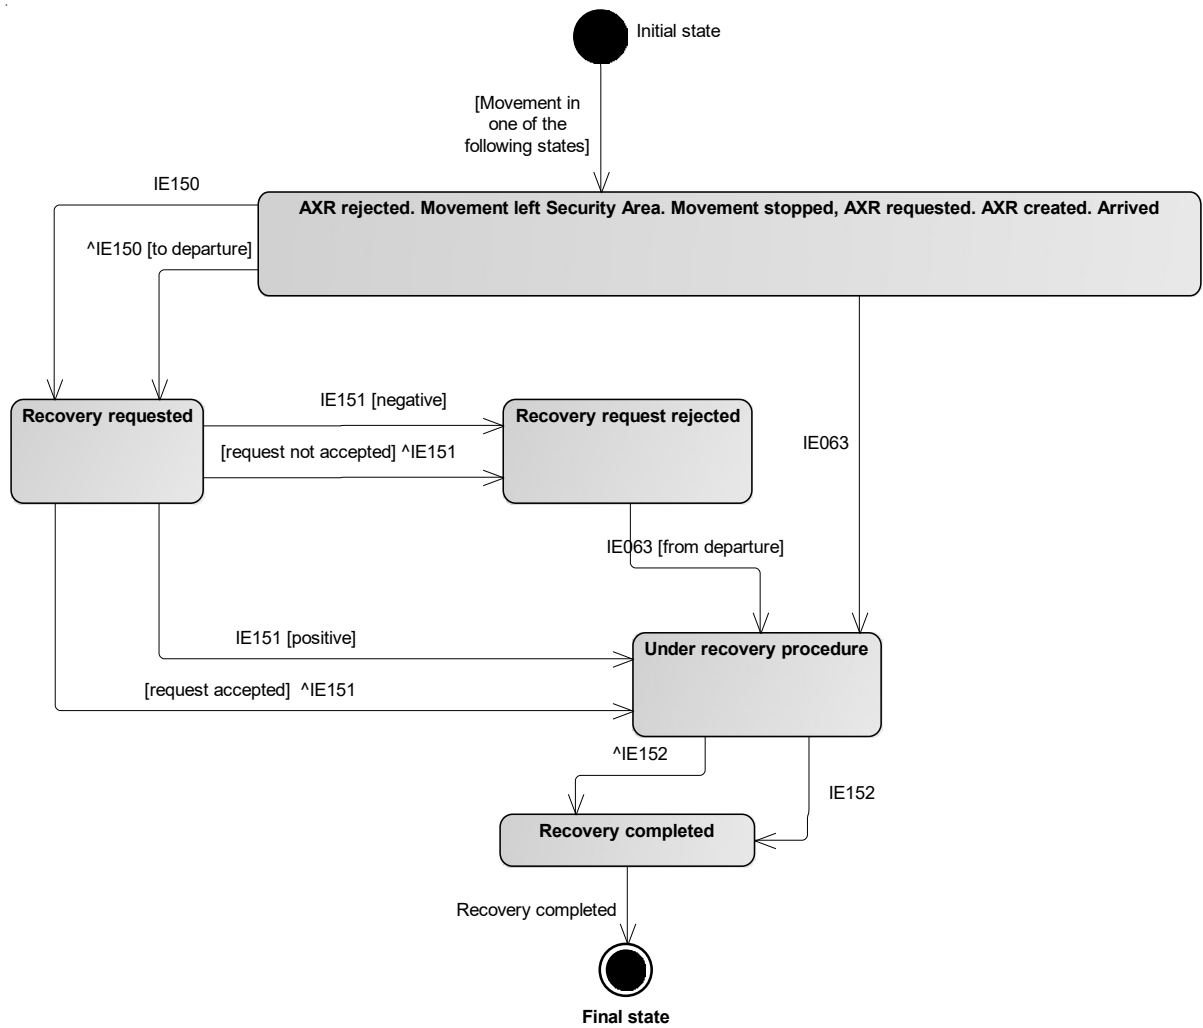 Initial state
[Movement in
one of the
following states]
IE150
AXR rejected. Movement left Security Area. Movement stopped, AXR requested. AXR created. Arrived
^IE150 [to departure]
Recovery requested
IE151 [negative]
Recovery request rejected
[request not accepted] ^IE151
IE063
IE063 [from departure]
IE151 [positive]
Under recovery procedure
[request accepted] ^IE151
^IE152
IE152
Recovery completed
Recovery completed
Final state